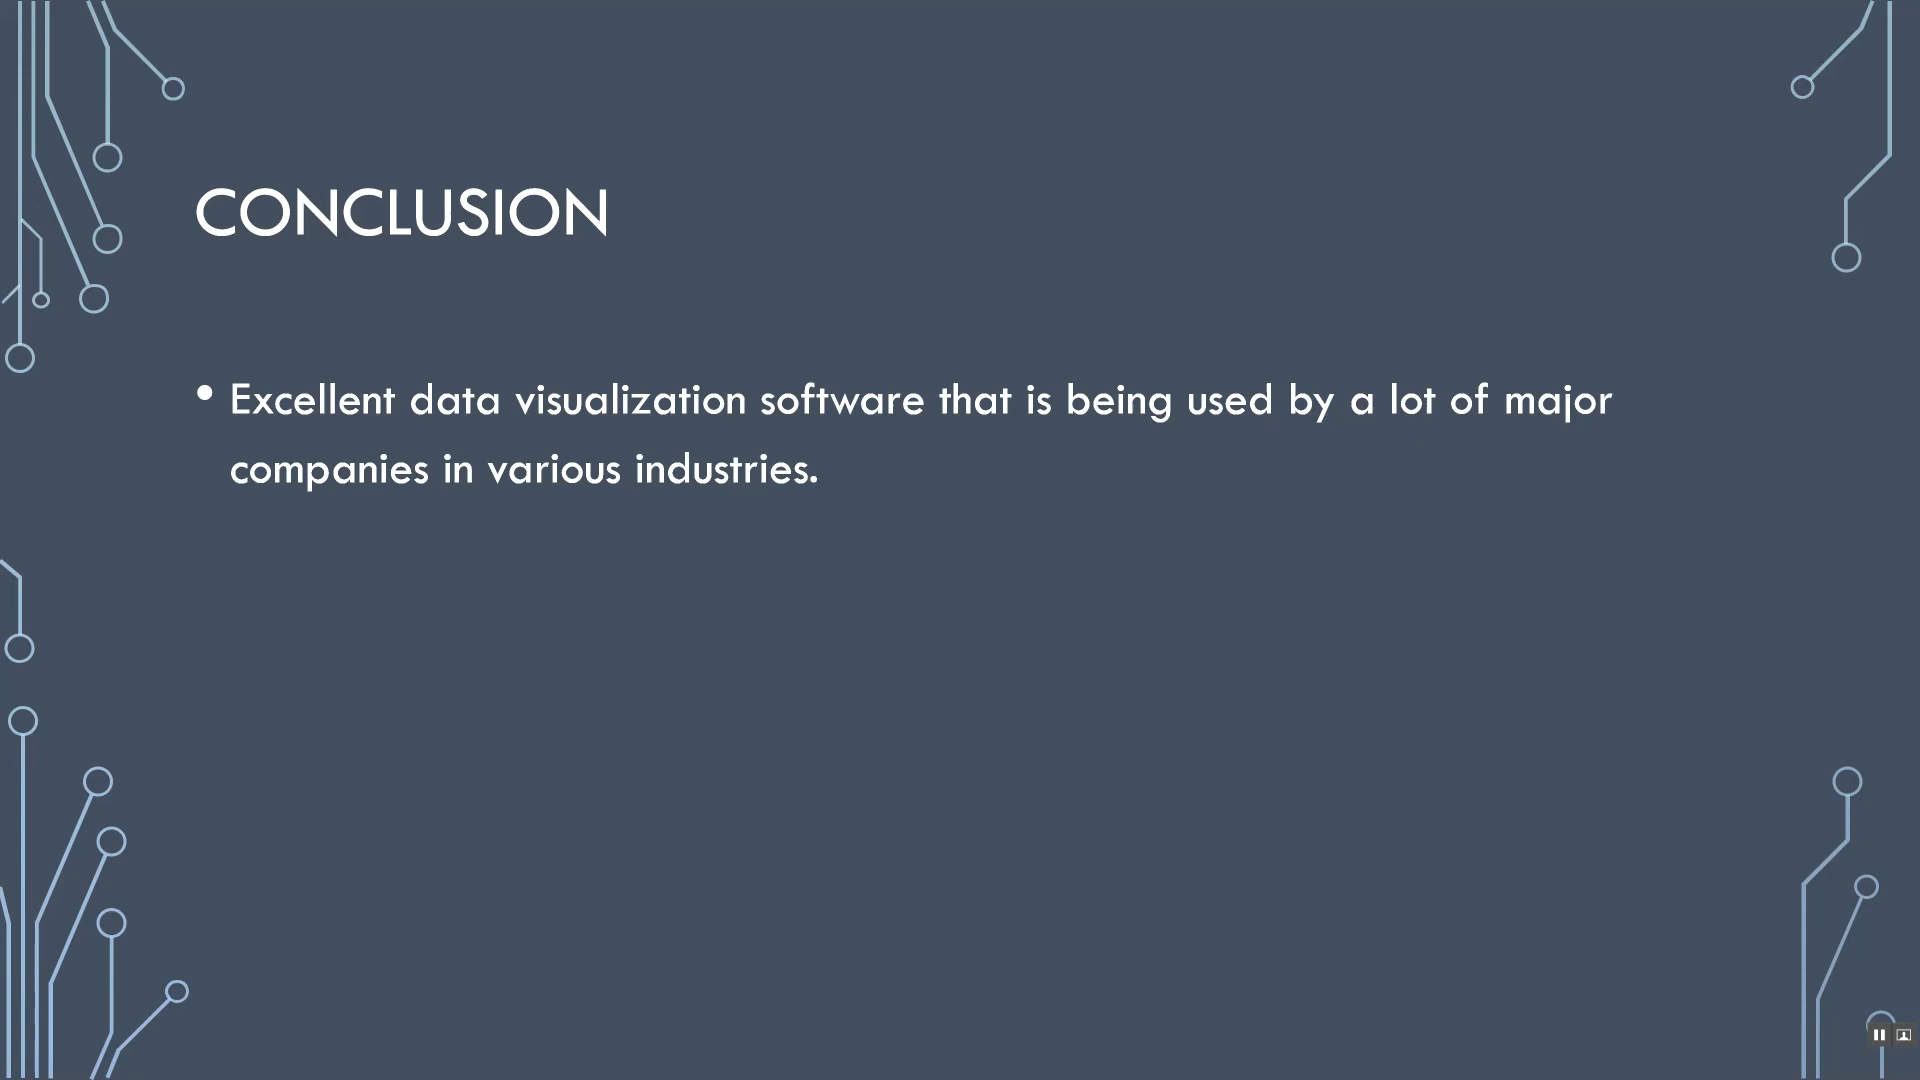 CONCLUSION
• Excellent data visualization software that is being used by a lot of major
companies in various industries.